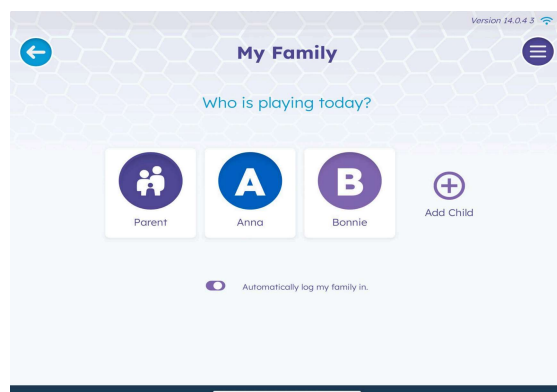 Version 14.0.4 3
My Family
Who is playing today?
A
B
Parent
Anna
Bonnie
Add Child
Automatically log my family in.